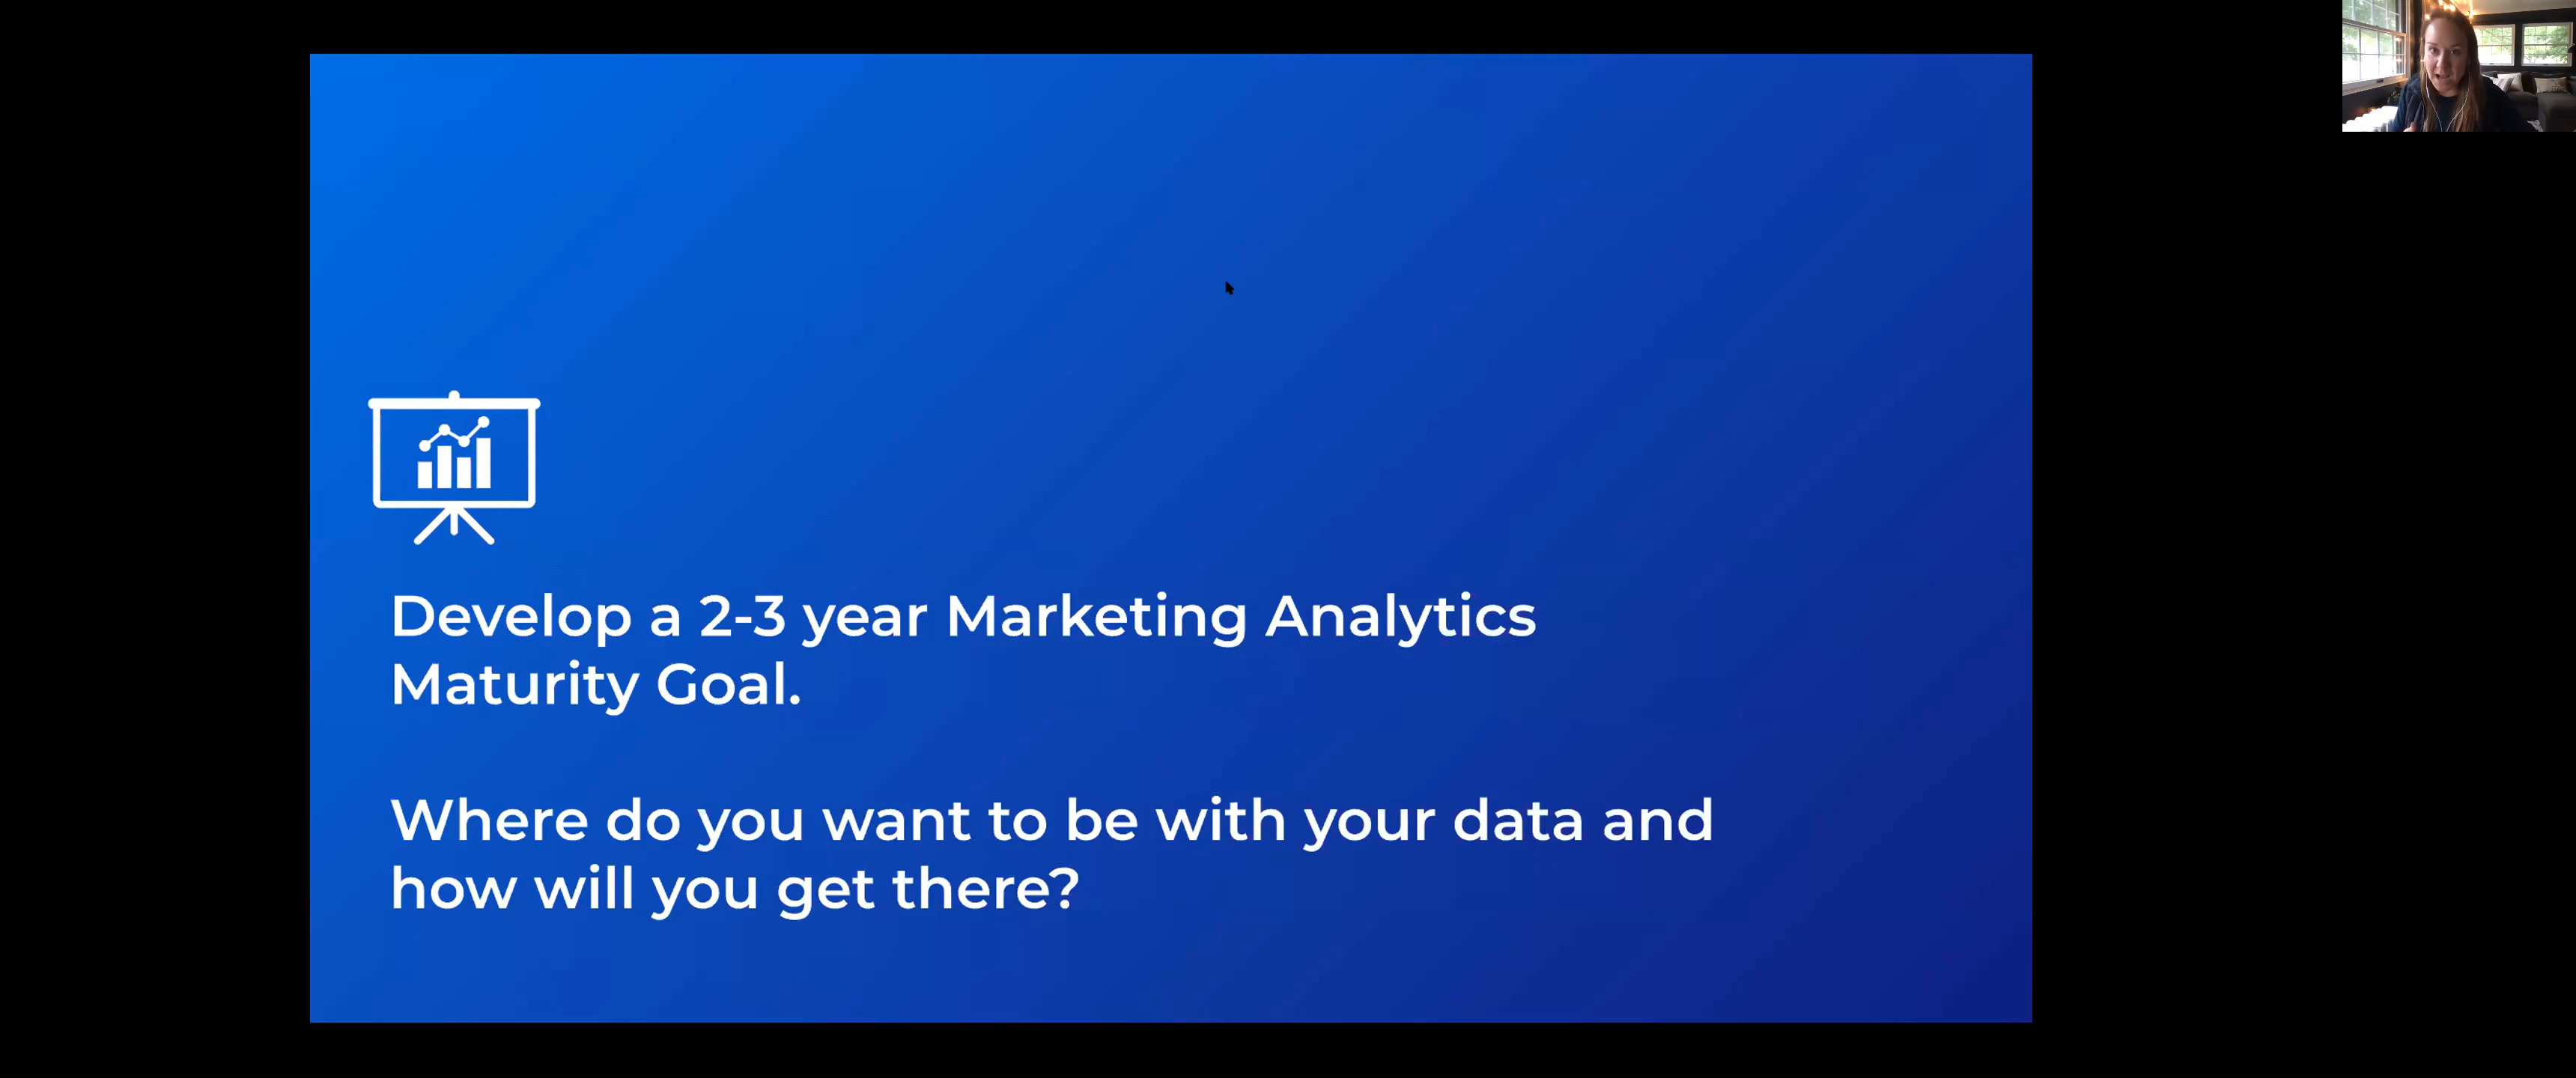 Develop a 2-3 year Marketing Analytics
Maturity Goal.
Where do you want to be with your data and
how will you get there?